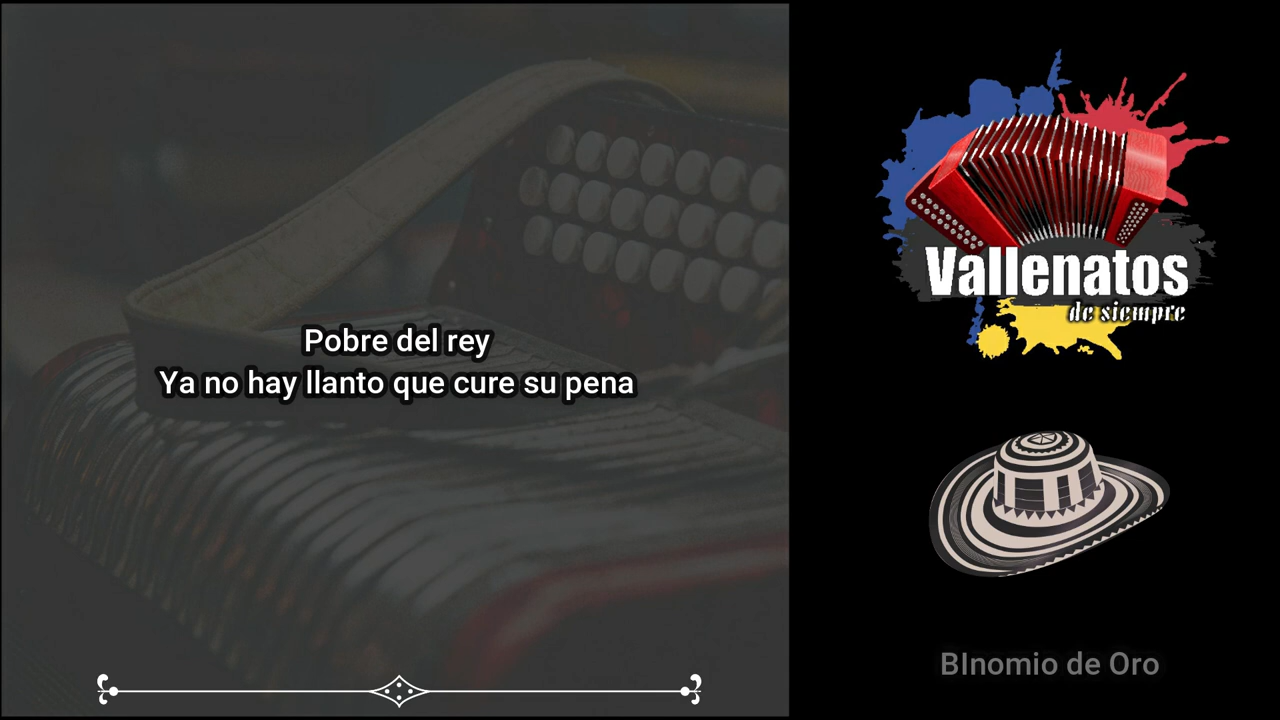 Pobre del rey
Ya no hay llanto que cure su pena
Vallenatos
de siempre
BInomio de Oro